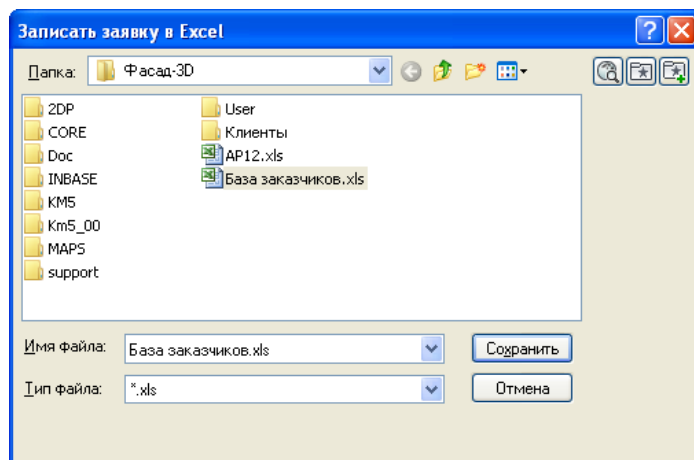 Записать заявку в Excel
Папка: Фасад-3D
2DP
CORE
Doc
INBASE
KM5
Km5_00
MAPS
support
User
Клиенты
AP12.xls
База заказчиков.xls
Имя файла: База заказчиков.xls Сохранить
Тип файла: *.xls Отмена